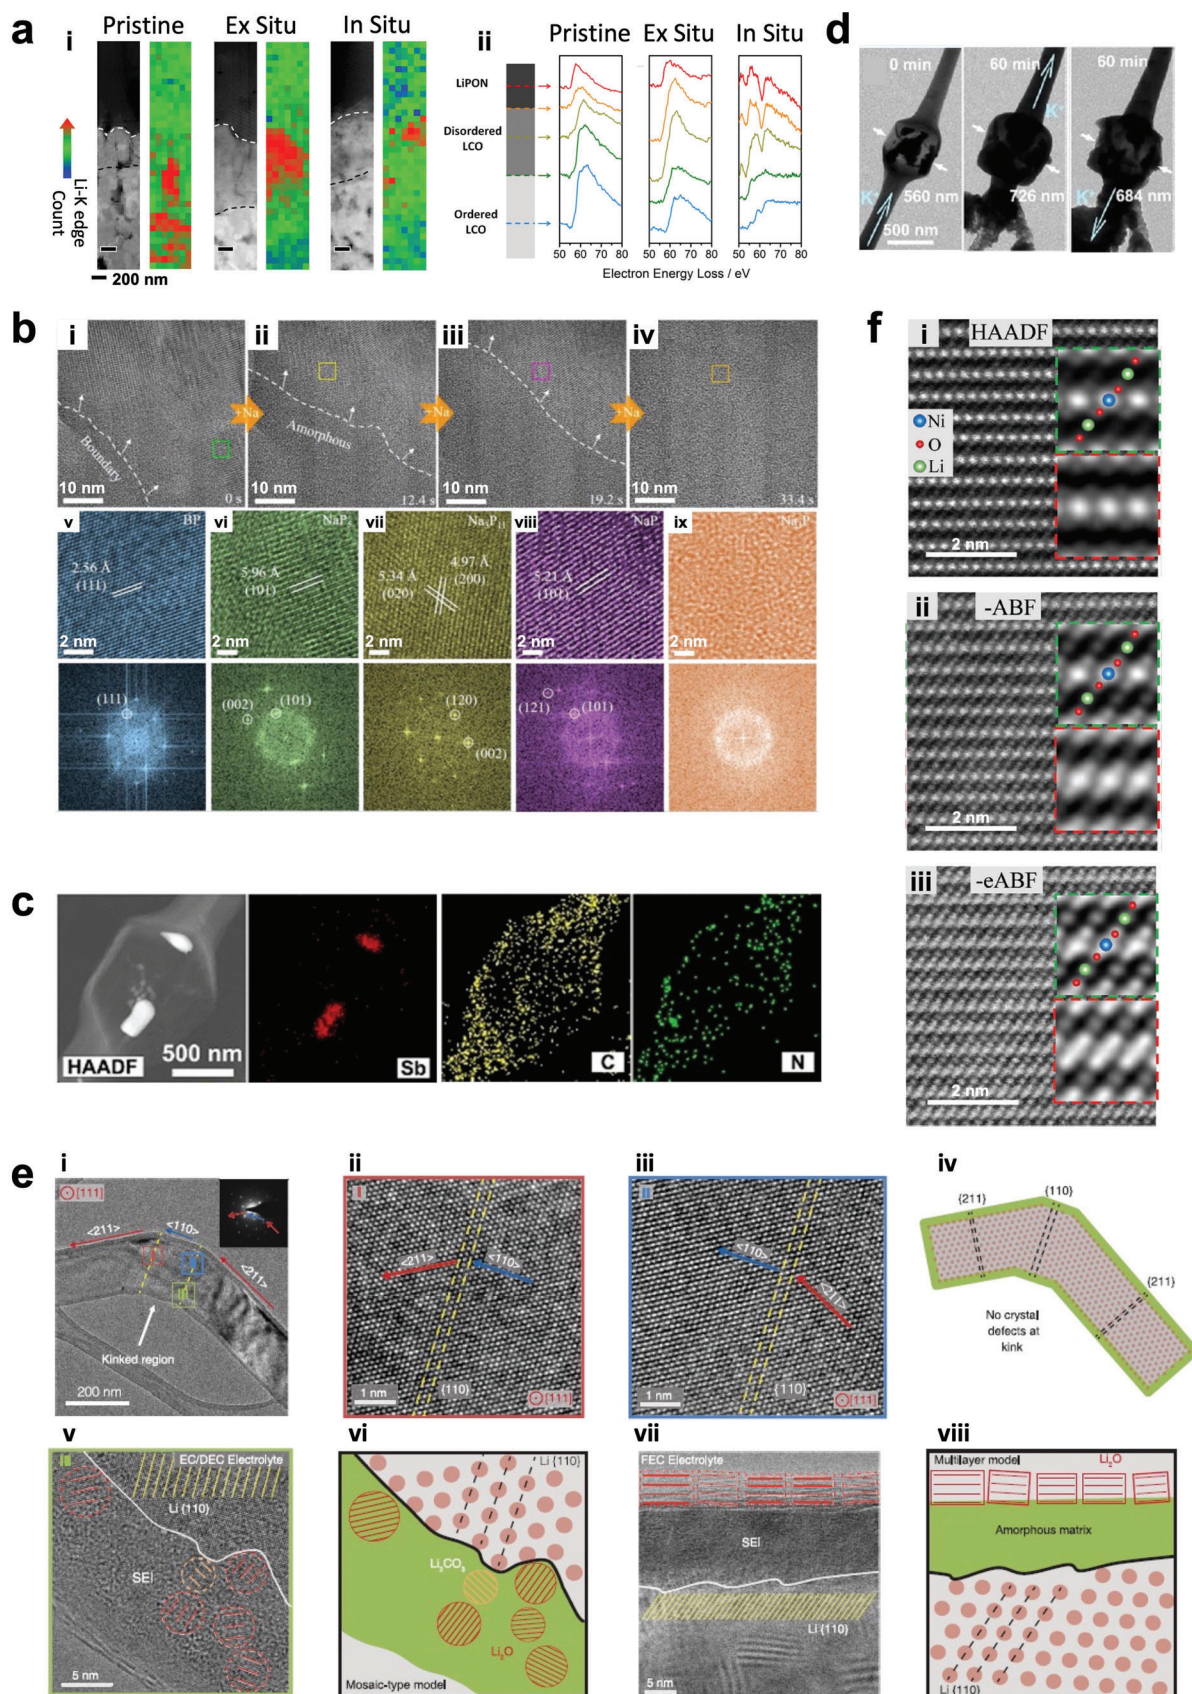 a
i
Pristine
Ex Situ
In Situ
Li-K edge
Count
200 nm
ii
Pristine
Ex Situ
In Situ
LiPON
Disordered
LCO
Ordered
LCO
50 60 70 80
50 60 70 80
50 60 70 80
Electron Energy Loss / eV
d
0 min
60 min
60 min
K⁺
K⁺
K⁺
560 nm
726 nm
684 nm
500 nm
b
i
ii
iii
iv
+Na
+Na
+Na
Boundary
Amorphous
10 nm
0 s
10 nm
12.4 s
10 nm
19.2 s
10 nm
33.4 s
v
BP
vi
vii
viii
NaP
ix
Na₃P
2.56 Å
(111)
5.96 Å
(101)
5.34 Å
(020)
4.97 Å
(200)
5.21 Å
(101)
2 nm
2 nm
2 nm
2 nm
2 nm
(111)
(002)
(101)
(120)
(002)
(121)
(101)
c
HAADF
500 nm
Sb
C
N
f
i
HAADF
Ni
O
Li
2 nm
ii
-ABF
2 nm
iii
-eABF
2 nm
e
i
[111]
<211>
<110>
<211>
Kinked region
200 nm
ii
I
<211>
<110>
1 nm
{110}
[111]
iii
II
<110>
<211>
1 nm
{110}
[111]
iv
{211}
{110}
{211}
No crystal
defects at
kink
v
EC/DEC Electrolyte
Li {110}
SEI
5 nm
vi
Li {110}
Li₂CO₃
Li₂O
Mosaic-type model
vii
FEC Electrolyte
SEI
Li {110}
5 nm
viii
Multilayer model
Li₂O
Amorphous matrix
Li {110}